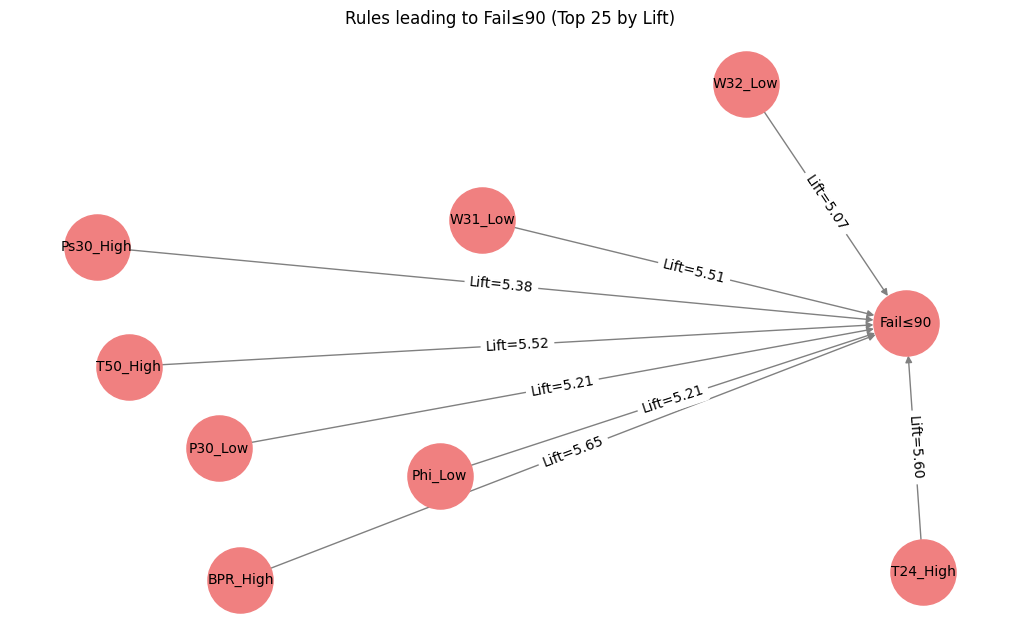 Rules leading to Fail≤90 (Top 25 by Lift)
W32_Low
Lift=5.07
W31_Low
Ps30_High
Lift=5.51
Lift=5.38
Fail≤90
Lift=5.52
T50_High
Lift=5.21
Lift=5.21
P30_Low
Lift=5.65
Lift=5.60
Phi_Low
T24_High
BPR_High